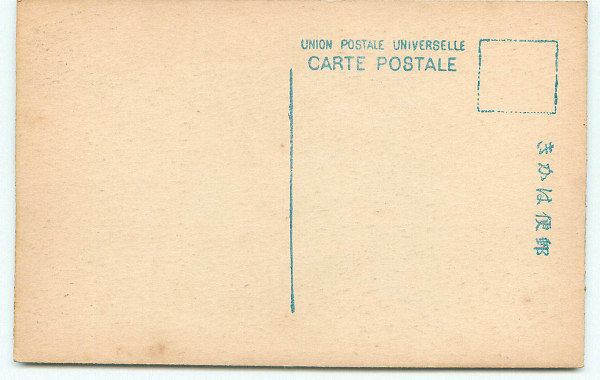 UNION POSTALE UNIVERSELLE
CARTE POSTALE
郵便はかき